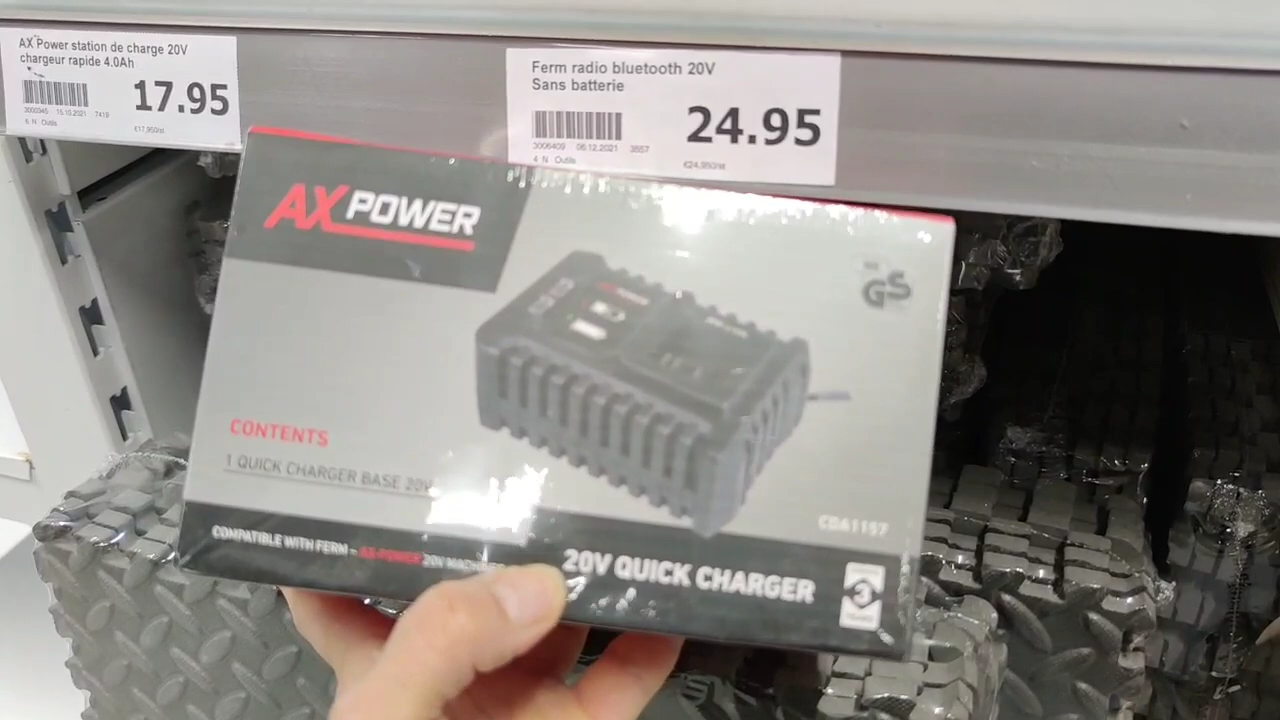 AX Power station de charge 20V
chargeur rapide 4.0Ah
17.95
3000945 15.10.2021 7419
6 N Outils
€17,950/st
Ferm radio bluetooth 20V
Sans batterie
24.95
3006409 06.12.2021 3557
4 N Outils
€24,950/st
AX POWER
GS
CONTENTS
1 QUICK CHARGER BASE 20V
CDA1157
COMPATIBLE WITH FERM - AX-POWER 20V
20V QUICK CHARGER
3